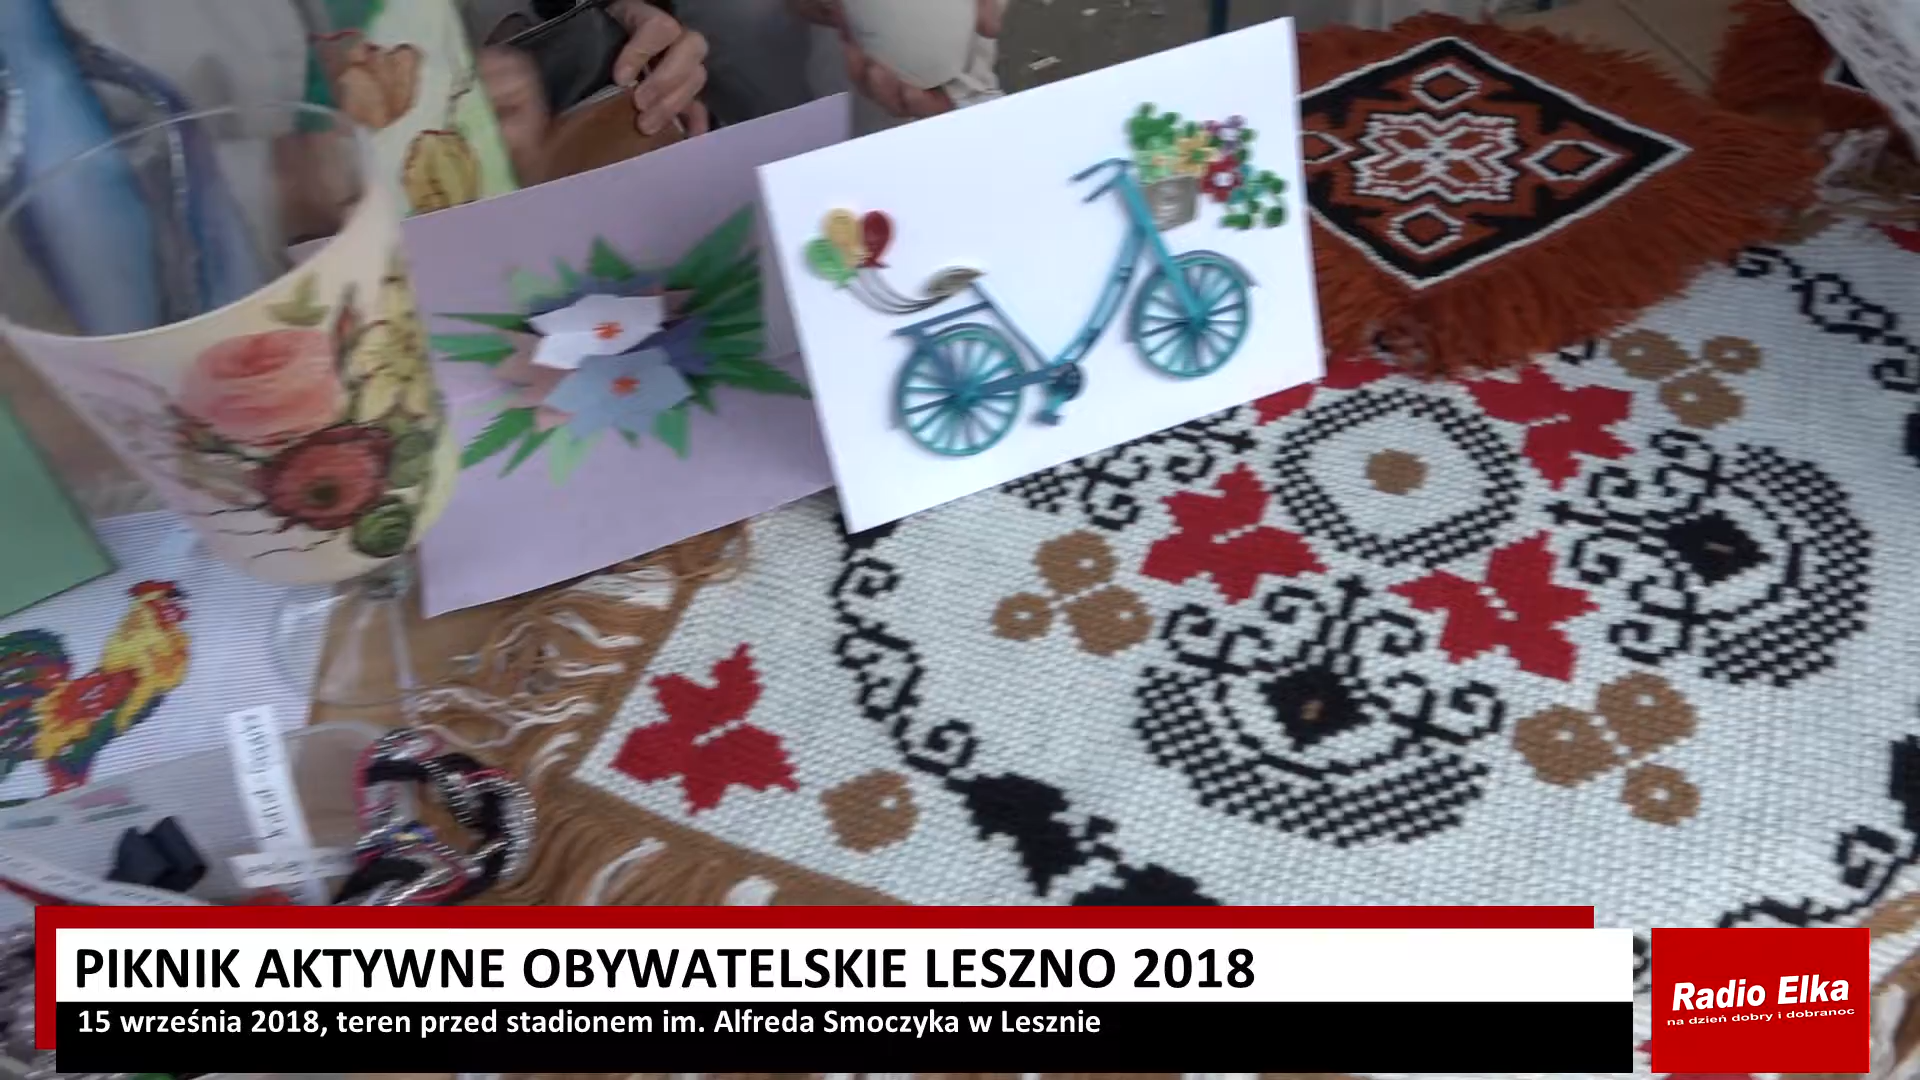 PIKNIK AKTYWNE OBYWATELSKIE LESZNO 2018
15 września 2018, teren przed stadionem im. Alfreda Smoczyka w Lesznie
Radio Elka
na dzień dobry i dobranoc